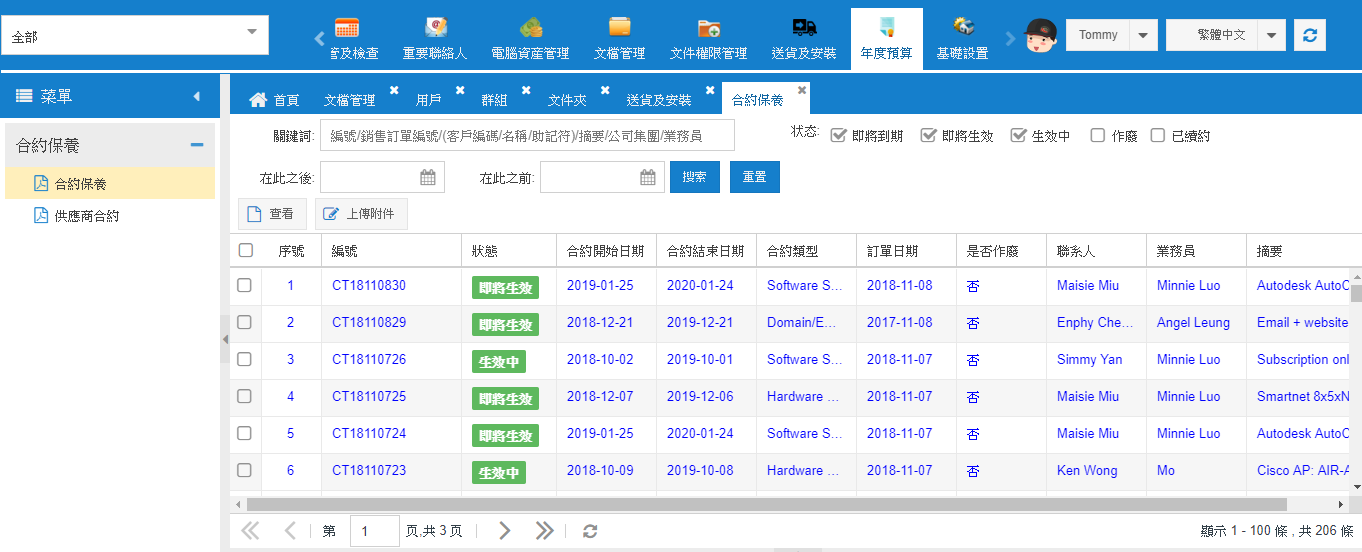 全部
管及檢查 重要聯絡人 電腦資產管理 文檔管理 文件權限管理 送貨及安裝 年度預算 基礎設置 Tommy 繁體中文
菜單
首頁 文檔管理 用戶 群組 文件夾 送貨及安裝 合約保養
合約保養
合約保養
供應商合約
關鍵詞: 編號/銷售訂單編號/(客戶編碼/名稱/助記符)/摘要/公司集團/業務員 状态: 即將到期 即將生效 生效中 作廢 已續約
在此之後: 在此之前: 搜索 重置
查看 上傳附件
序號 編號 狀態 合約開始日期 合約結束日期 合約類型 訂單日期 是否作廢 聯系人 業務員 摘要
1 CT18110830 即將生效 2019-01-25 2020-01-24 Software S... 2018-11-08 否 Maisie Miu Minnie Luo Autodesk AutoC
2 CT18110829 即將生效 2018-12-21 2019-12-21 Domain/E... 2017-11-08 否 Enphy Che... Angel Leung Email + website
3 CT18110726 生效中 2018-10-02 2019-10-01 Software S... 2018-11-07 否 Simmy Yan Minnie Luo Subscription onl
4 CT18110725 即將生效 2018-12-07 2019-12-06 Hardware ... 2018-11-07 否 Maisie Miu Minnie Luo Smartnet 8x5xN
5 CT18110724 即將生效 2019-01-25 2020-01-24 Software S... 2018-11-07 否 Maisie Miu Minnie Luo Autodesk AutoC
6 CT18110723 生效中 2018-10-09 2019-10-08 Hardware ... 2018-11-07 否 Ken Wong Mo Cisco AP: AIR-A
第 1 页,共 3 页 顯示 1 - 100 條 , 共 206 條